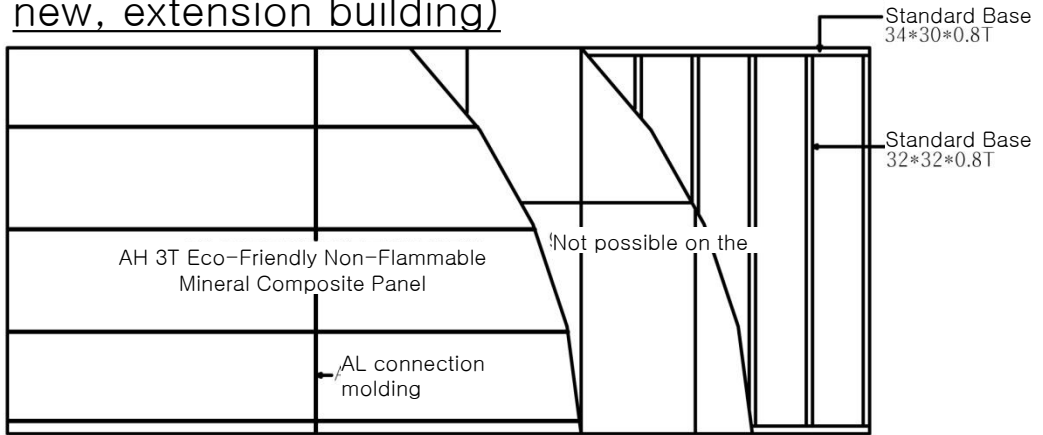 new, extension building)
Standard Base
34*30*0.8T
Standard Base
32*32*0.8T
AH 3T Eco-Friendly Non-Flammable
Mineral Composite Panel
Not possible on the
AL connection
molding